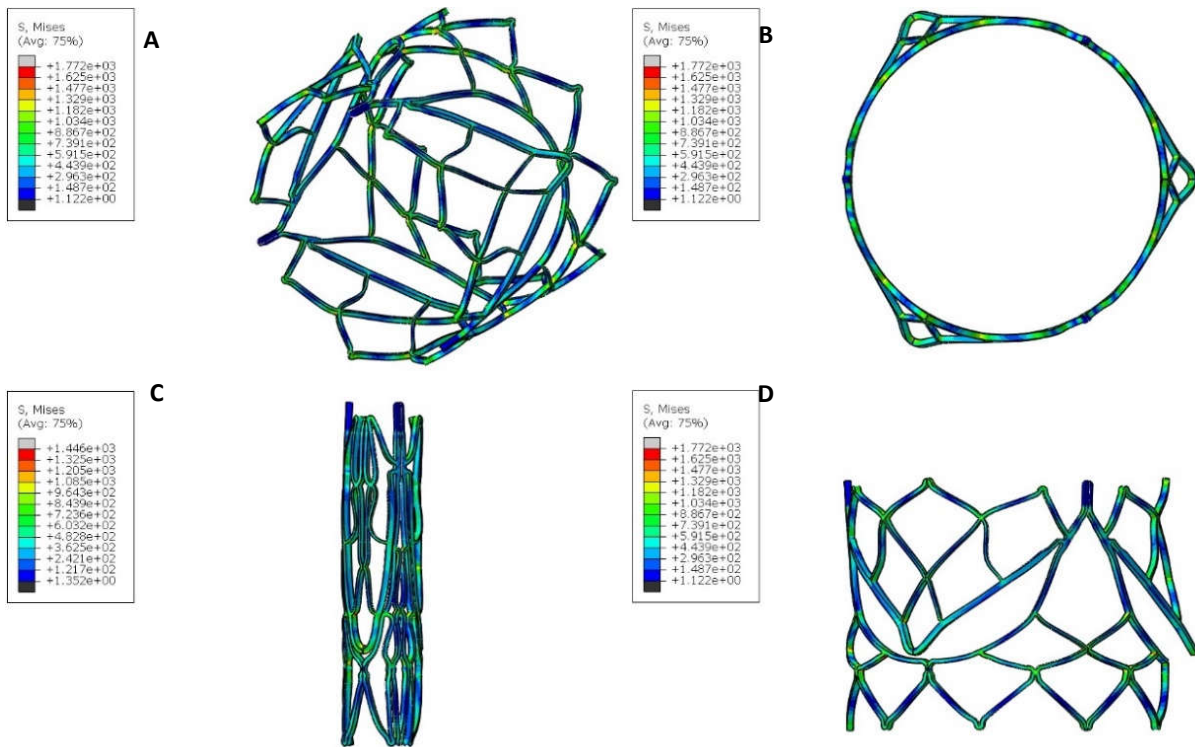 S, Mises
(Avg: 75%)
+1.772e+03
+1.625e+03
+1.477e+03
+1.329e+03
+1.182e+03
+1.034e+03
+8.867e+02
+7.391e+02
+5.915e+02
+4.439e+02
+2.963e+02
+1.487e+02
+1.122e+00
A
S, Mises
(Avg: 75%)
+1.772e+03
+1.625e+03
+1.477e+03
+1.329e+03
+1.182e+03
+1.034e+03
+8.867e+02
+7.391e+02
+5.915e+02
+4.439e+02
+2.963e+02
+1.487e+02
+1.122e+00
B
S, Mises
(Avg: 75%)
+1.446e+03
+1.325e+03
+1.205e+03
+1.085e+03
+9.643e+02
+8.439e+02
+7.236e+02
+6.032e+02
+4.828e+02
+3.625e+02
+2.421e+02
+1.217e+02
+1.352e+00
C
S, Mises
(Avg: 75%)
+1.772e+03
+1.625e+03
+1.477e+03
+1.329e+03
+1.182e+03
+1.034e+03
+8.867e+02
+7.391e+02
+5.915e+02
+4.439e+02
+2.963e+02
+1.487e+02
+1.122e+00
D